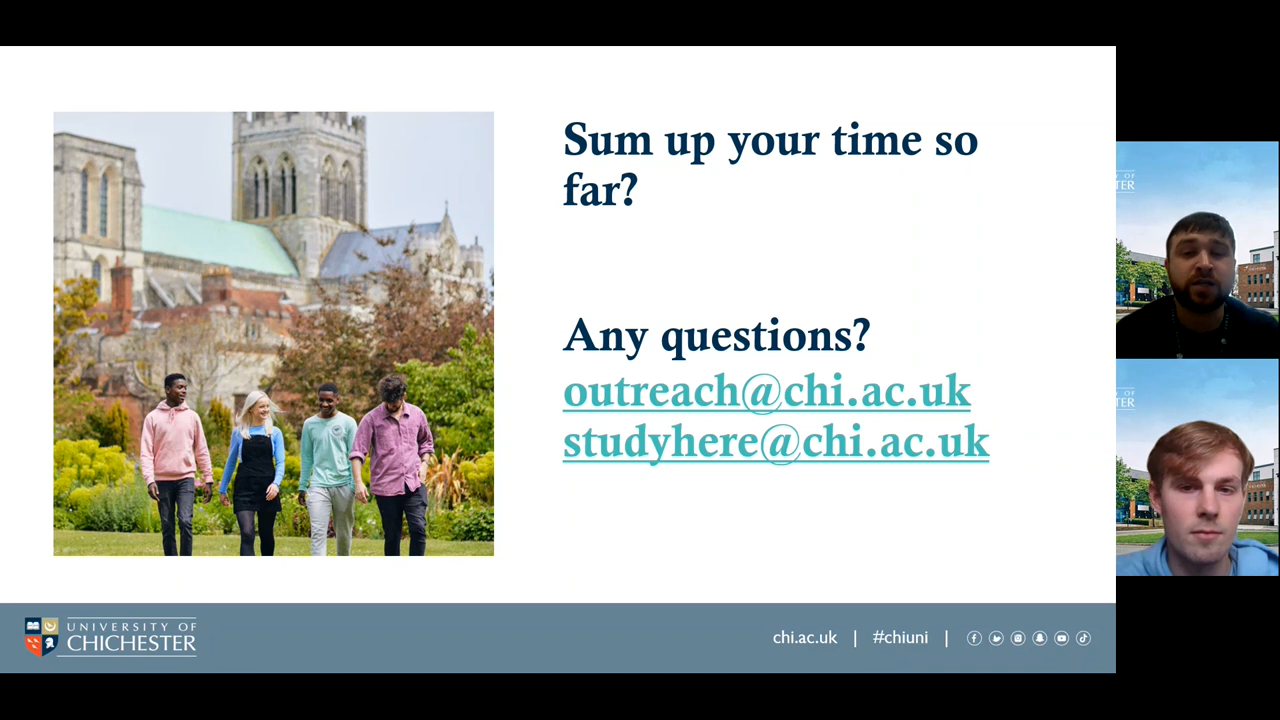 Sum up your time so
far?
Any questions?
outreach@chi.ac.uk
studyhere@chi.ac.uk
UNIVERSITY OF
CHICHESTER
chi.ac.uk | #chiuni |